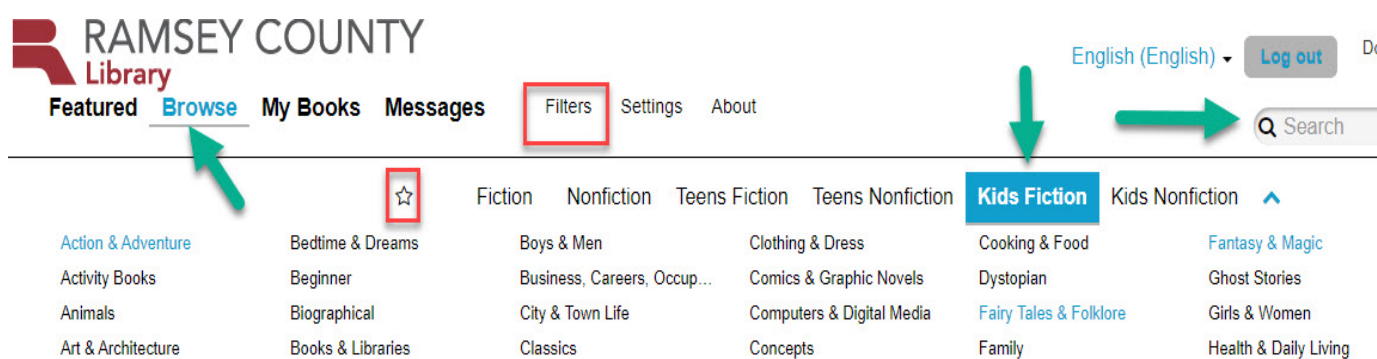 RAMSEY COUNTY
Library
English (English)
Log out
Featured Browse My Books Messages Filters Settings About
Search
Fiction Nonfiction Teens Fiction Teens Nonfiction Kids Fiction Kids Nonfiction
Action & Adventure Bedtime & Dreams Boys & Men Clothing & Dress Cooking & Food Fantasy & Magic
Activity Books Beginner Business, Careers, Occup... Comics & Graphic Novels Dystopian Ghost Stories
Animals Biographical City & Town Life Computers & Digital Media Fairy Tales & Folklore Girls & Women
Art & Architecture Books & Libraries Classics Concepts Family Health & Daily Living